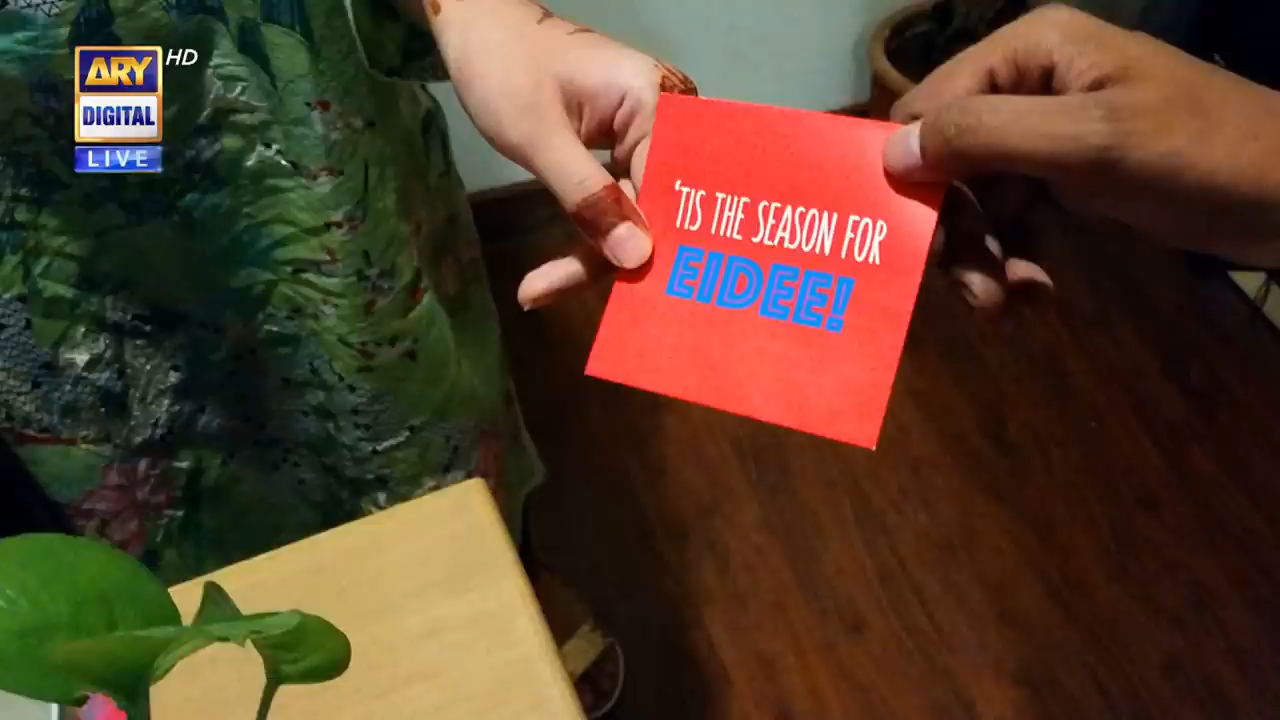 ARY
HD
DIGITAL
LIVE
'TIS THE SEASON FOR
EIDEE!